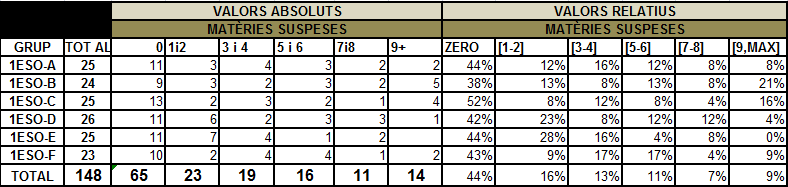 VALORS ABSOLUTS VALORS RELATIUS
MATÈRIES SUSPESES MATÈRIES SUSPESES
GRUP TOT AL 0 1i2 3 i 4 5 i 6 7i8 9+ ZERO [1-2] [3-4] [5-6] [7-8] [9,MAX]
1ESO-A 25 11 3 4 3 2 2 44% 12% 16% 12% 8% 8%
1ESO-B 24 9 3 2 3 2 5 38% 13% 8% 13% 8% 21%
1ESO-C 25 13 2 3 2 1 4 52% 8% 12% 8% 4% 16%
1ESO-D 26 11 6 2 3 3 1 42% 23% 8% 12% 12% 4%
1ESO-E 25 11 7 4 1 2 44% 28% 16% 4% 8% 0%
1ESO-F 23 10 2 4 4 1 2 43% 9% 17% 17% 4% 9%
TOTAL 148 65 23 19 16 11 14 44% 16% 13% 11% 7% 9%